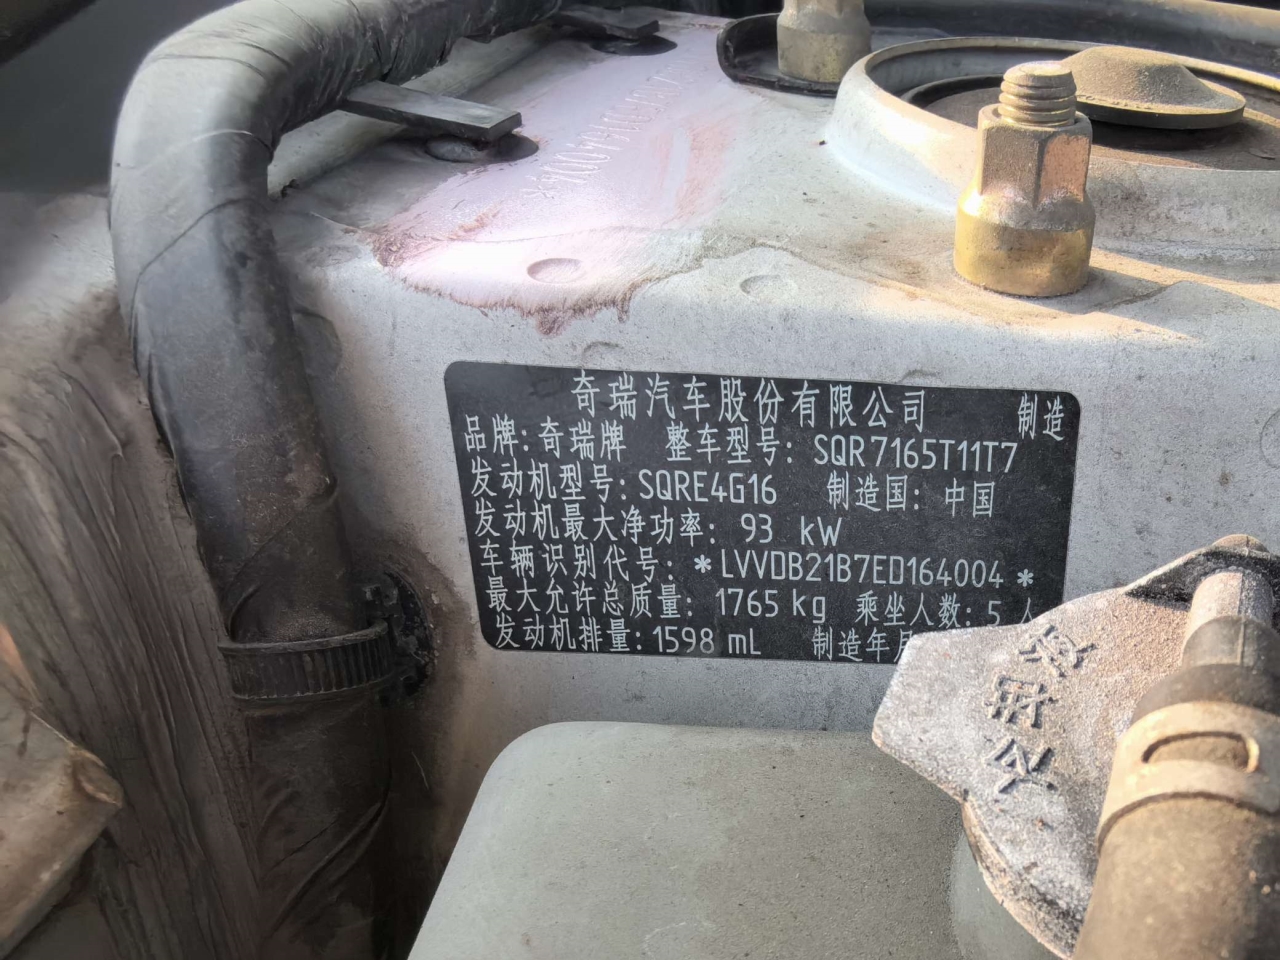 奇瑞汽车股份有限公司 制造
品牌: 奇瑞牌 整车型号: SQR7165T11T7
发动机型号: SQRE4G16 制造国: 中国
发动机最大净功率: 93 kW
车辆识别代号: *LVVDB21B7ED164004*
最大允许总质量: 1765 kg 乘坐人数: 5 人
发动机排量: 1598 mL 制造年月